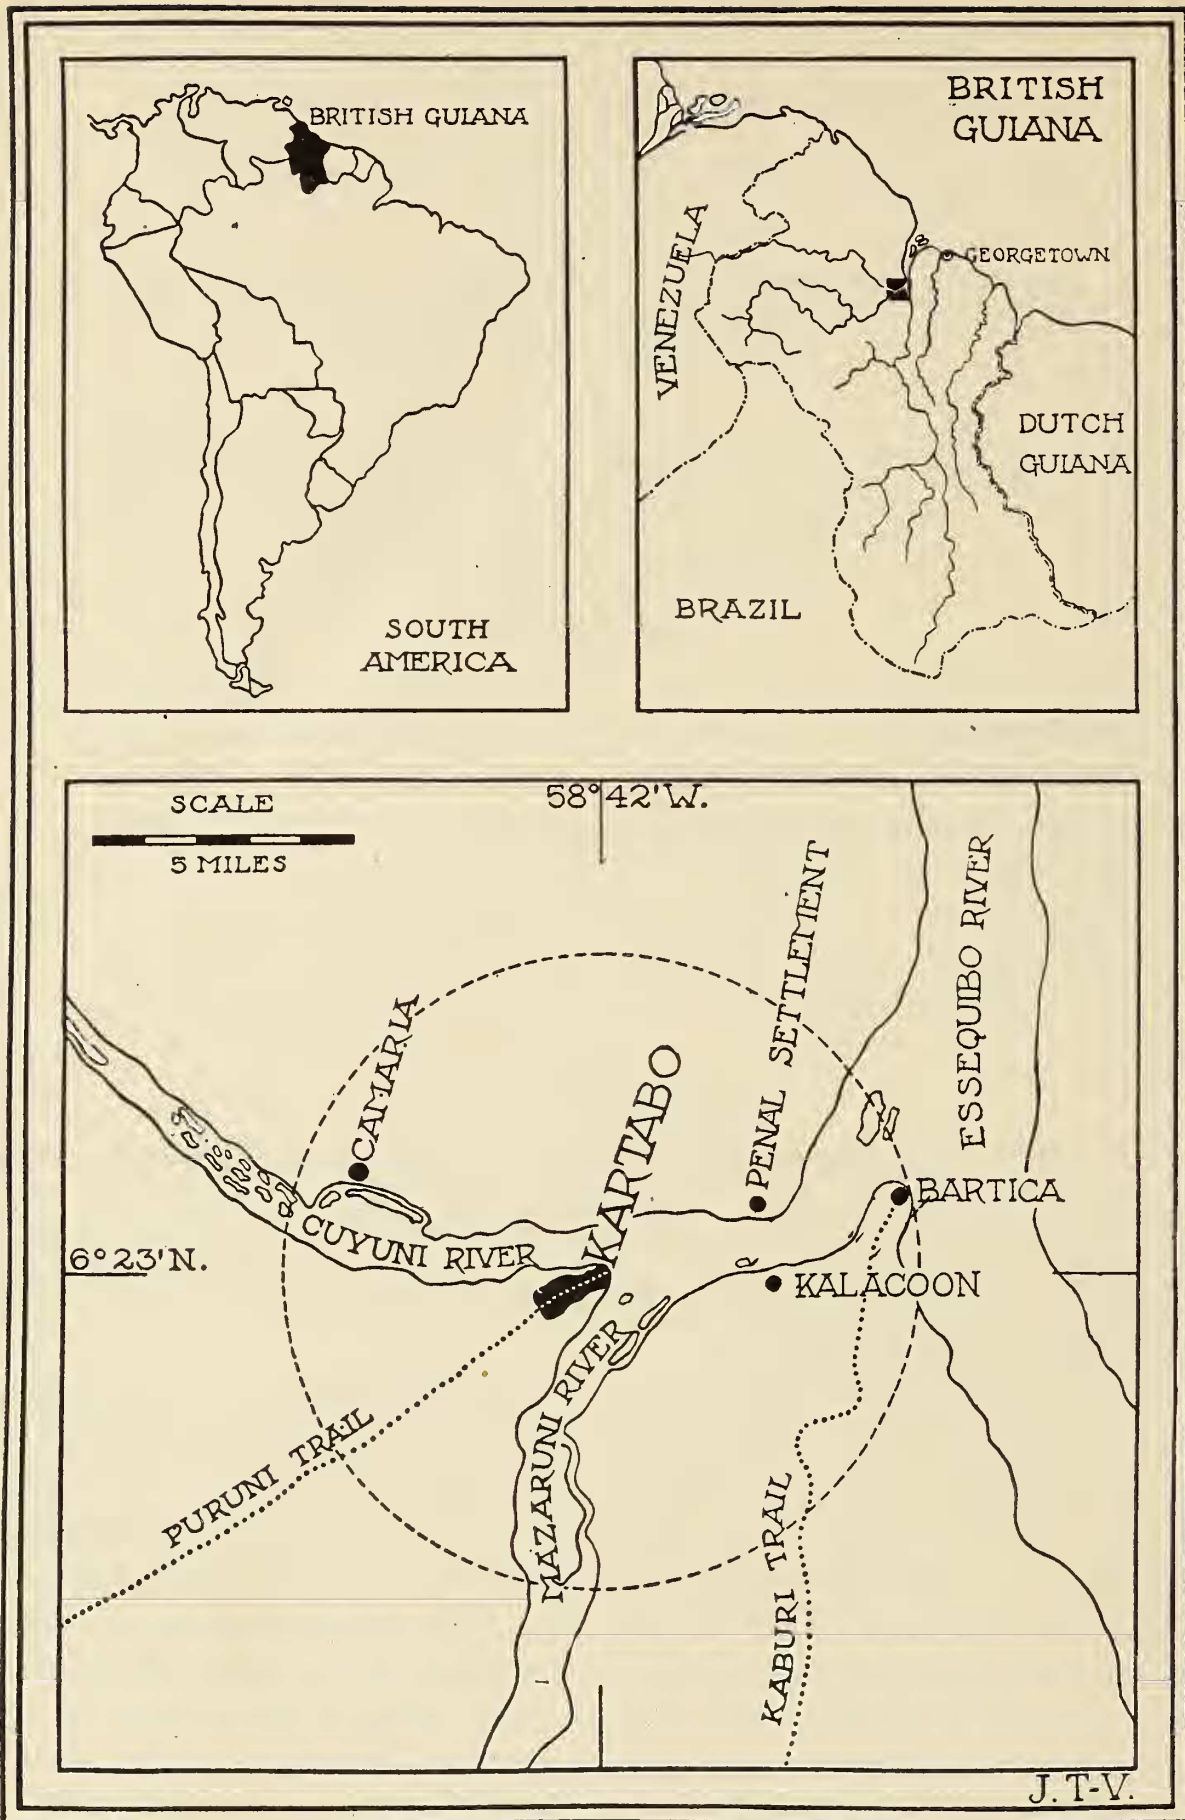 BRITISH GUIANA
SOUTH
AMERICA
BRITISH
GUIANA
VENEZUELA
GEORGETOWN
DUTCH
GUIANA
BRAZIL
SCALE
5 MILES
58°42'W.
ESSEQUIBO RIVER
PENAL SETTLEMENT
CAMARIA
KARTABO
BARTICA
CUYUNI RIVER
6°23'N.
KALACOON
MAZARUNI RIVER
PURUNI TRAIL
KABURI TRAIL
J. T-V.